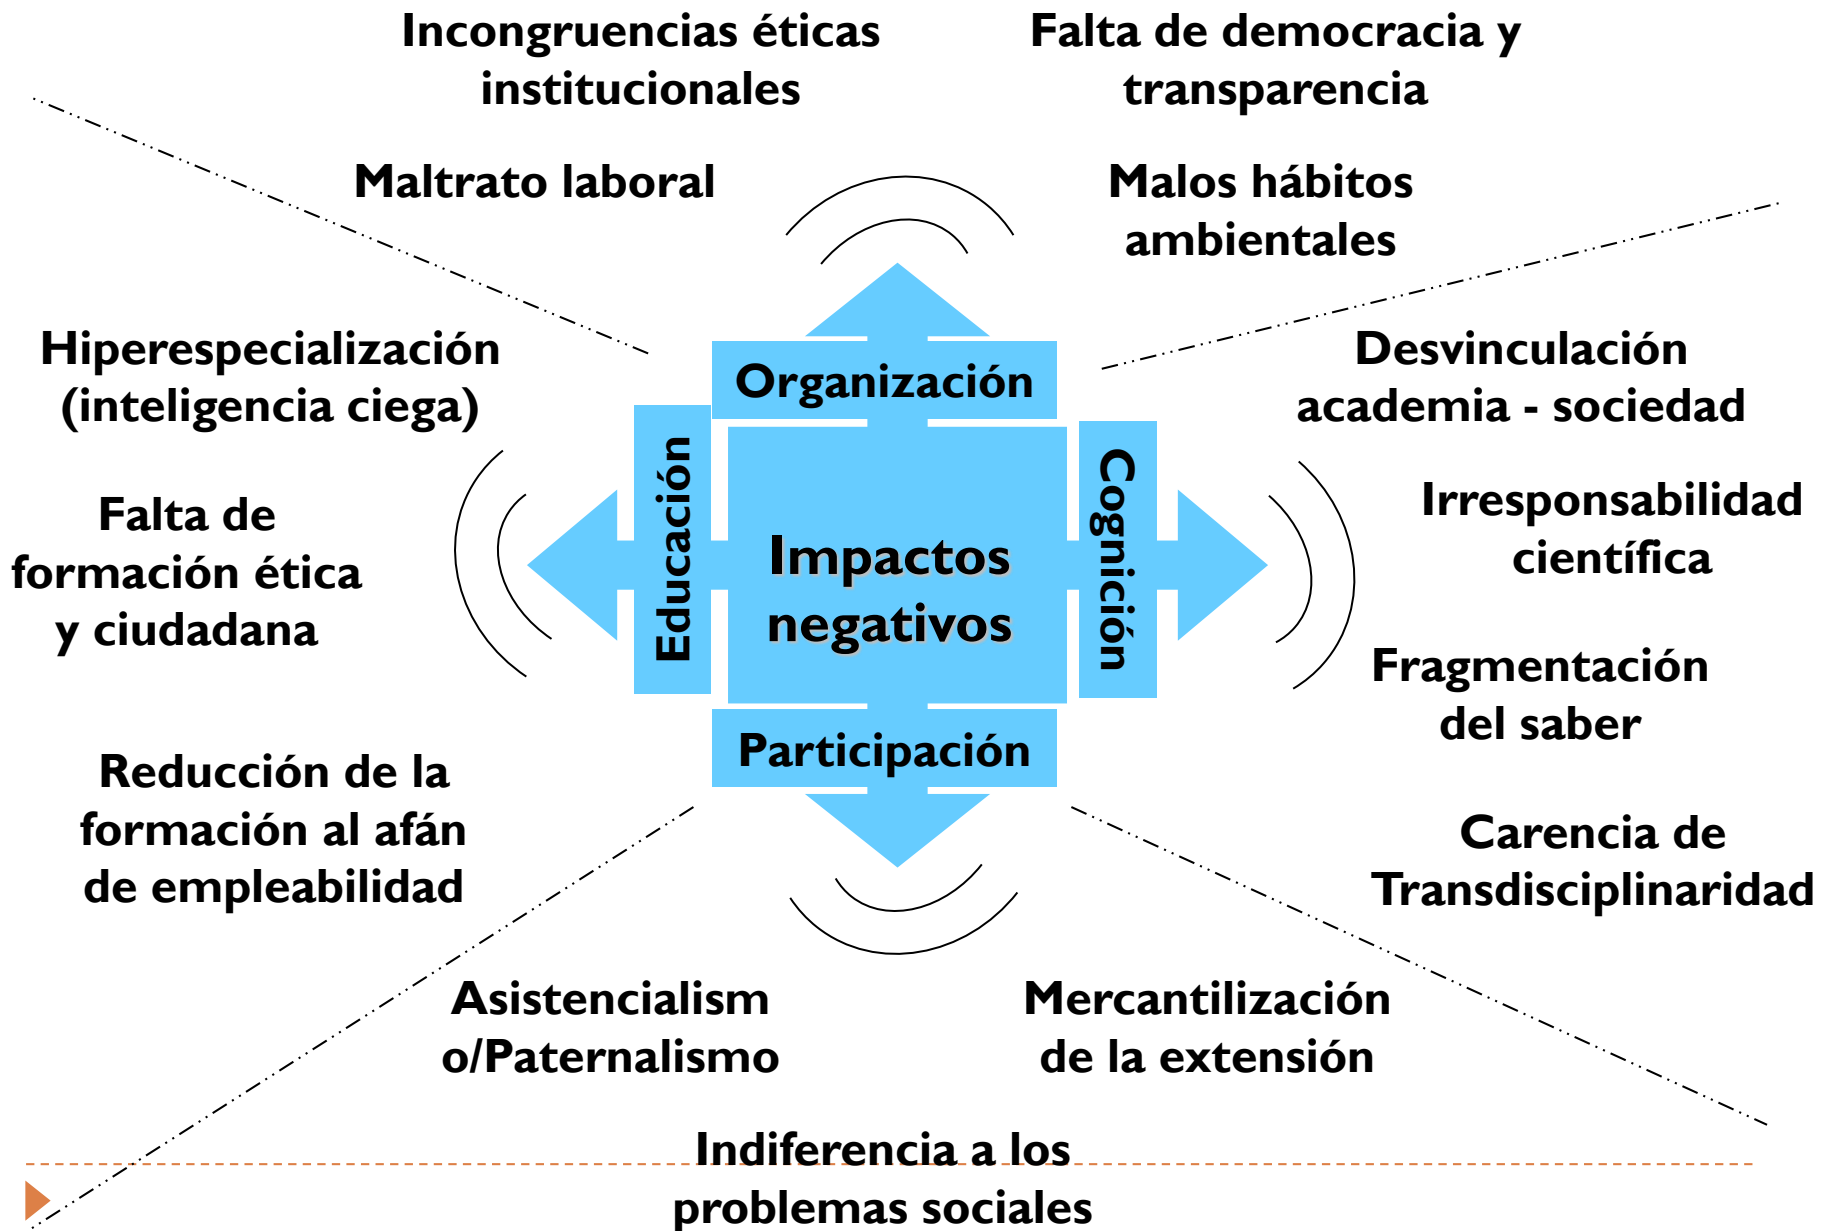 Incongruencias éticas
institucionales
Falta de democracia y
transparencia
Maltrato laboral
Malos hábitos
ambientales
Hiperespecialización
(inteligencia ciega)
Falta de
formación ética
y ciudadana
Reducción de la
formación al afán
de empleabilidad
Organización
Educación
Impactos
negativos
Cognición
Participación
Desvinculación
academia - sociedad
Irresponsabilidad
científica
Fragmentación
del saber
Carencia de
Transdisciplinaridad
Asistencialism
o/Paternalismo
Mercantilización
de la extensión
Indiferencia a los
problemas sociales